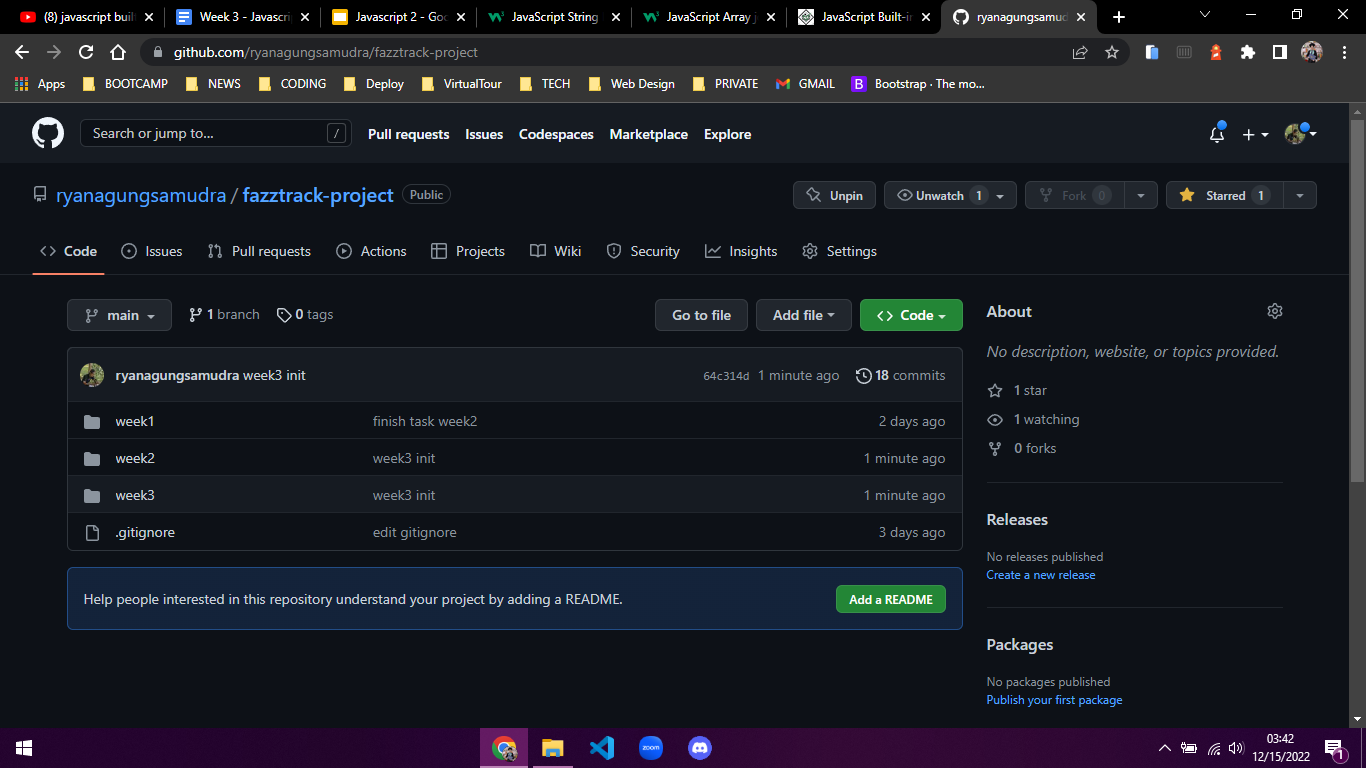 (8) javascript buil
Week 3 - Javascri
Javascript 2 - Goo
JavaScript String
JavaScript Array j
JavaScript Built-in
ryanagungsamud
github.com/ryanagungsamudra/fazztrack-project
Apps BOOTCAMP NEWS CODING Deploy VirtualTour TECH Web Design PRIVATE GMAIL B Bootstrap · The mo...
Search or jump to... / Pull requests Issues Codespaces Marketplace Explore
ryanagungsamudra / fazztrack-project Public Unpin Unwatch 1 Fork 0 Starred 1
Code Issues Pull requests Actions Projects Wiki Security Insights Settings
main 1 branch 0 tags Go to file Add file Code
ryanagungsamudra week3 init 64c314d 1 minute ago 18 commits
week1 finish task week2 2 days ago
week2 week3 init 1 minute ago
week3 week3 init 1 minute ago
.gitignore edit gitignore 3 days ago
Help people interested in this repository understand your project by adding a README. Add a README
About
No description, website, or topics provided.
1 star
1 watching
0 forks
Releases
No releases published
Create a new release
Packages
No packages published
Publish your first package
zoom
03:42
12/15/2022
1